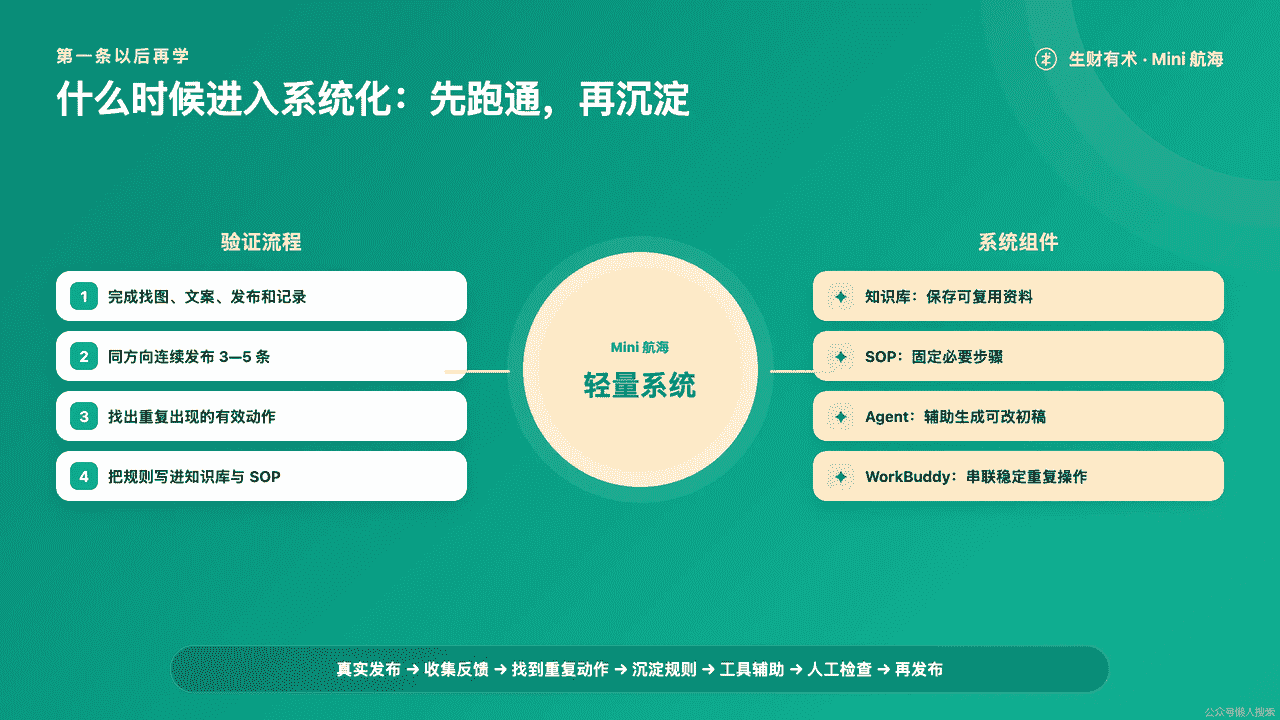 第一条以后再学
什么时候进入系统化：先跑通，再沉淀
生财有术 · Mini 航海
验证流程
1 完成找图、文案、发布和记录
2 同方向连续发布 3—5 条
3 找出重复出现的有效动作
4 把规则写进知识库与 SOP
Mini 航海
轻量系统
系统组件
知识库：保存可复用资料
SOP：固定必要步骤
Agent：辅助生成可改初稿
WorkBuddy：串联稳定重复操作
真实发布 → 收集反馈 → 找到重复动作 → 沉淀规则 → 工具辅助 → 人工检查 → 再发布
公众号懒人搜索